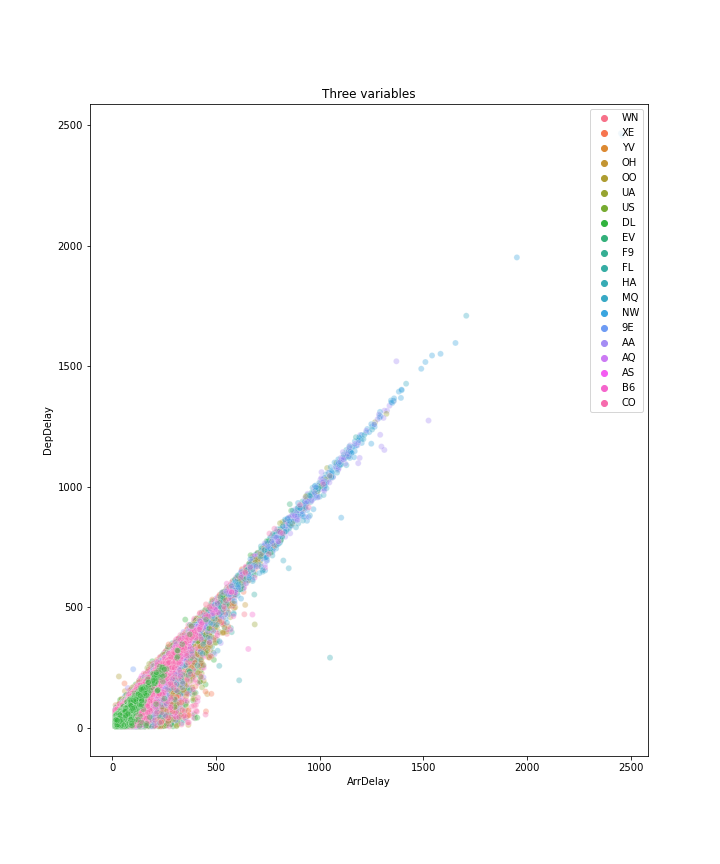 Three variables
2500
2000
1500
1000
500
0
DepDelay
0 500 1000 1500 2000 2500
ArrDelay
WN
XE
YV
OH
OO
UA
US
DL
EV
F9
FL
HA
MQ
NW
9E
AA
AQ
AS
B6
CO